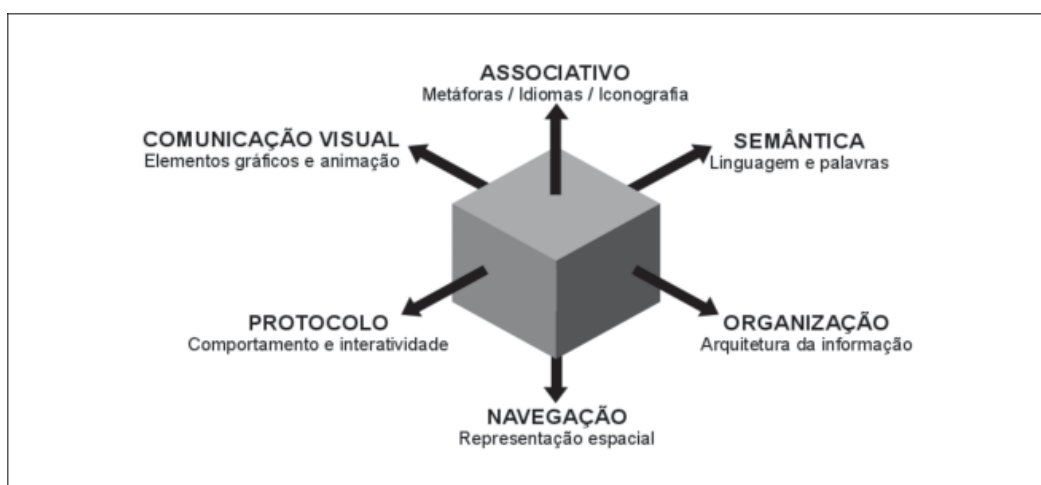 ASSOCIATIVO
Metáforas / Idiomas / Iconografia
COMUNICAÇÃO VISUAL
Elementos gráficos e animação
SEMÂNTICA
Linguagem e palavras
PROTOCOLO
Comportamento e interatividade
ORGANIZAÇÃO
Arquitetura da informação
NAVEGAÇÃO
Representação espacial